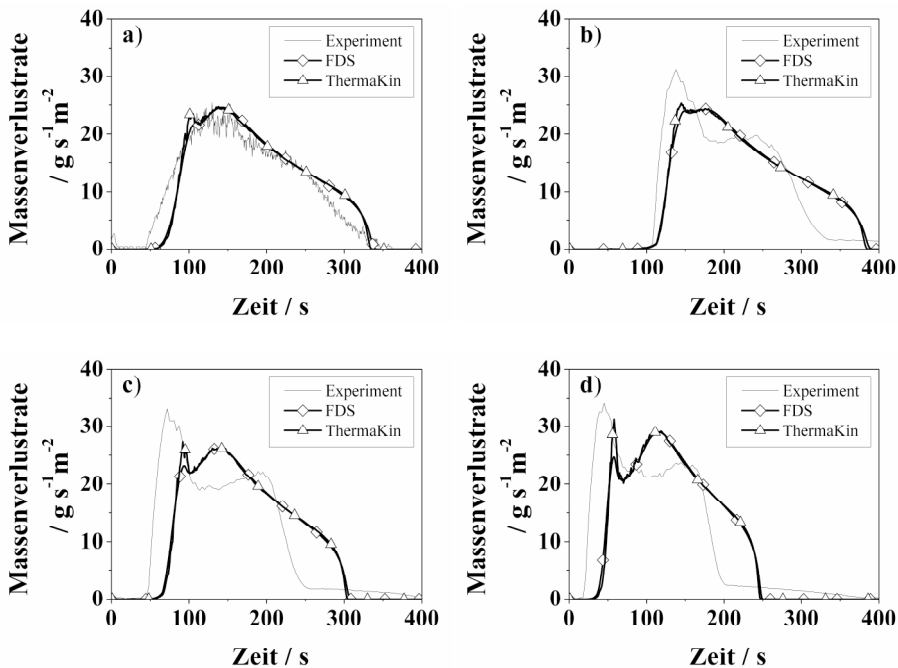 a)
Experiment
FDS
ThermaKin
Massenverlustrate
/ g s⁻¹m⁻²
40
30
20
10
0
0 100 200 300 400
Zeit / s
b)
Experiment
FDS
ThermaKin
Massenverlustrate
/ g s⁻¹m⁻²
40
30
20
10
0
0 100 200 300 400
Zeit / s
c)
Experiment
FDS
ThermaKin
Massenverlustrate
/ g s⁻¹m⁻²
40
30
20
10
0
0 100 200 300 400
Zeit / s
d)
Experiment
FDS
ThermaKin
Massenverlustrate
/ g s⁻¹m⁻²
40
30
20
10
0
0 100 200 300 400
Zeit / s